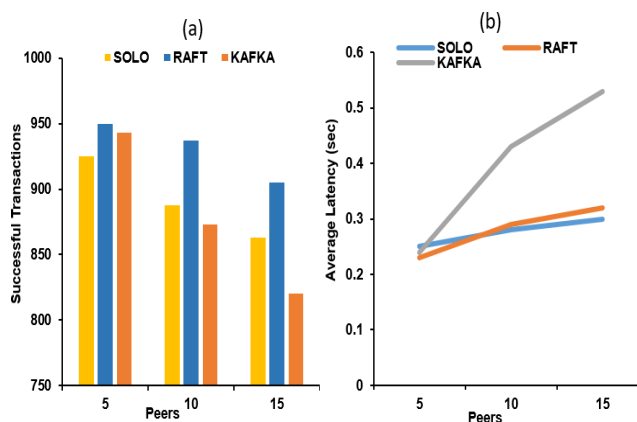 (a)
SOLO RAFT KAFKA
Successful Transactions
1000
950
900
850
800
750
5 10 15
Peers
(b)
SOLO RAFT
KAFKA
Average Latency (sec)
0.6
0.5
0.4
0.3
0.2
0.1
0
5 10 15
Peers